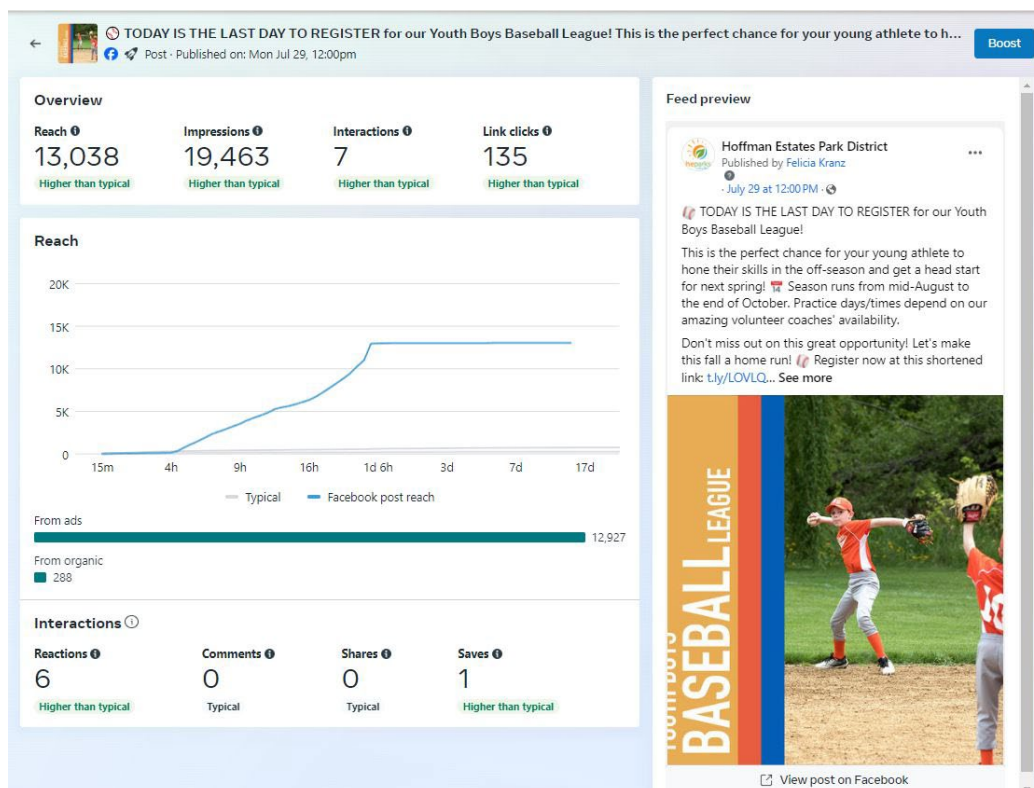 TODAY IS THE LAST DAY TO REGISTER for our Youth Boys Baseball League! This is the perfect chance for your young athlete to h...
Post · Published on: Mon Jul 29, 12:00pm
Boost
Overview
Reach
Impressions
Interactions
Link clicks
13,038
19,463
7
135
Higher than typical
Higher than typical
Higher than typical
Higher than typical
Reach
20K
15K
10K
5K
0
15m
4h
9h
16h
1d 6h
3d
7d
17d
Typical
Facebook post reach
From ads
12,927
From organic
288
Interactions
Reactions
Comments
Shares
Saves
6
0
0
1
Higher than typical
Typical
Typical
Higher than typical
Feed preview
Hoffman Estates Park District
Published by Felicia Kranz
· July 29 at 12:00 PM ·
TODAY IS THE LAST DAY TO REGISTER for our Youth
Boys Baseball League!
This is the perfect chance for your young athlete to
hone their skills in the off-season and get a head start
for next spring! Season runs from mid-August to
the end of October. Practice days/times depend on our
amazing volunteer coaches' availability.
Don't miss out on this great opportunity! Let's make
this fall a home run! Register now at this shortened
link: t.ly/LOVLQ... See more
YOUTH BOYS
BASEBALL LEAGUE
View post on Facebook